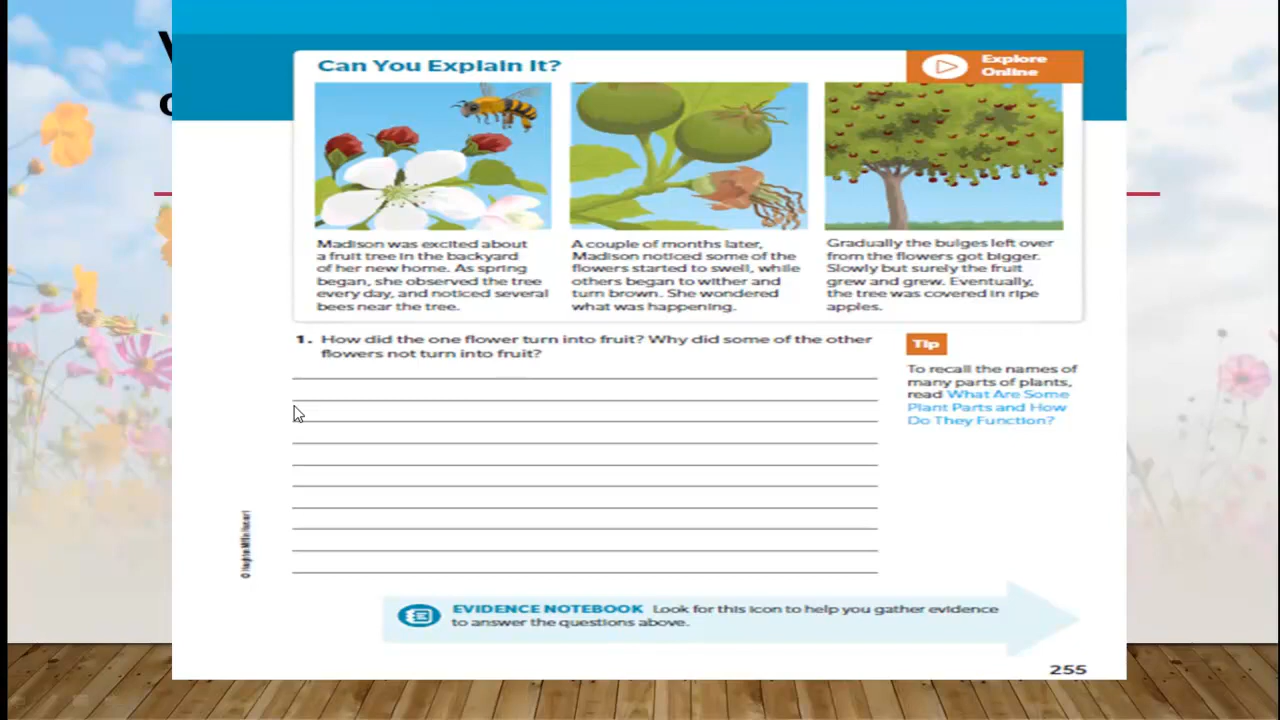 Can You Explain It?
Explore
Online
Madison was excited about
a fruit tree in the backyard
of her new home. As spring
began, she observed the tree
every day, and noticed several
bees near the tree.
A couple of months later,
Madison noticed some of the
flowers started to swell, while
others began to wither and
turn brown. She wondered
what was happening.
Gradually the bulges left over
from the flowers got bigger.
Slowly but surely the fruit
grew and grew. Eventually,
the tree was covered in ripe
apples.
1. How did the one flower turn into fruit? Why did some of the other
flowers not turn into fruit?
Tip
To recall the names of
many parts of plants,
read What Are Some
Plant Parts and How
Do They Function?
EVIDENCE NOTEBOOK Look for this icon to help you gather evidence
to answer the questions above.
255